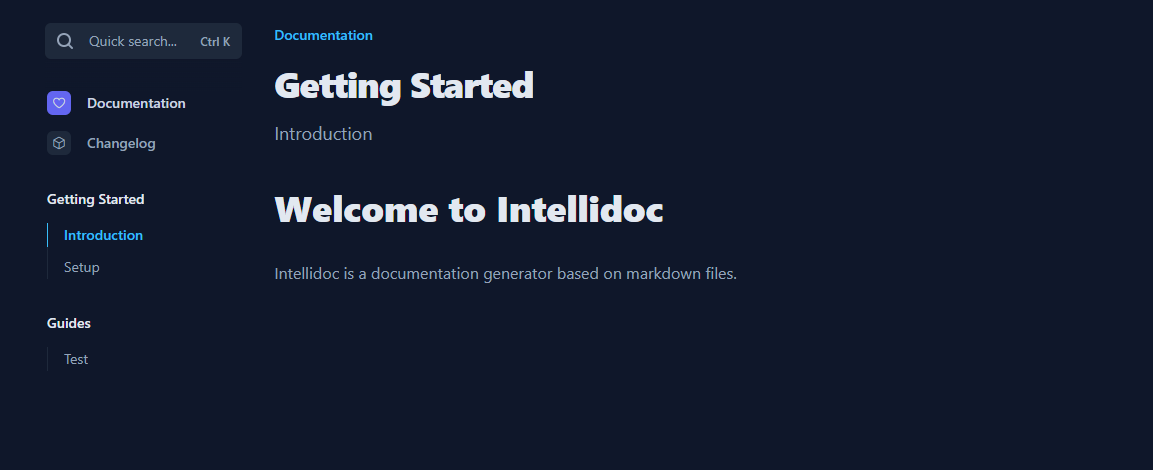 Quick search... Ctrl K
Documentation
Changelog
Getting Started
Introduction
Setup
Guides
Test
Documentation
Getting Started
Introduction
Welcome to Intellidoc
Intellidoc is a documentation generator based on markdown files.